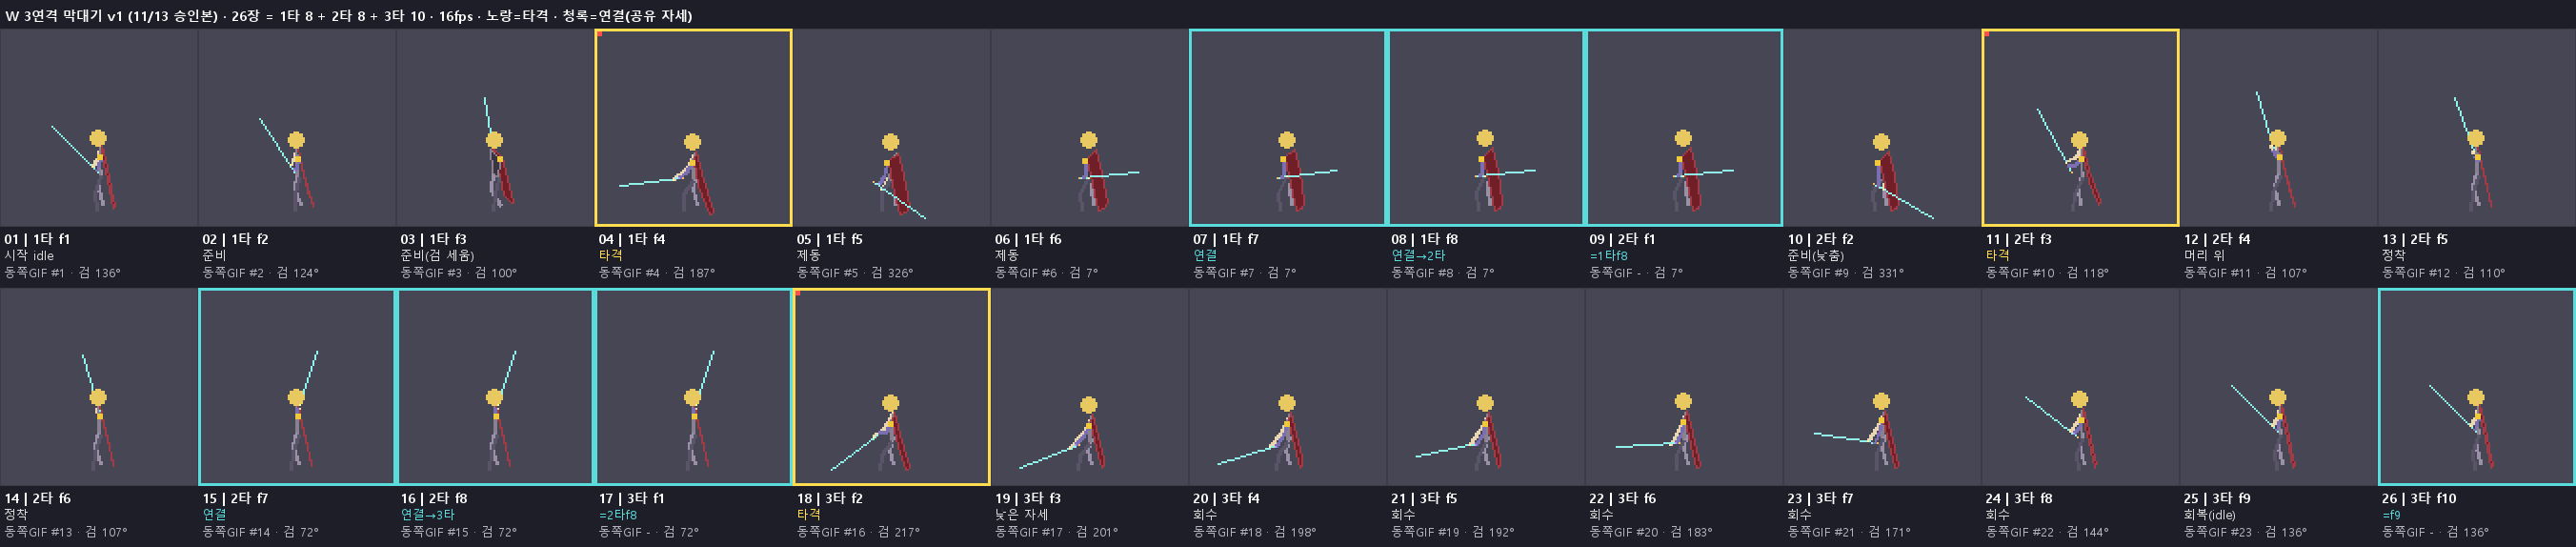 W 3연격 막대기 v1 (11/13 승인본) · 26장 = 1타 8 + 2타 8 + 3타 10 · 16fps · 노랑=타격 · 청록=연결(공유 자세)
01 | 1타 f1
시작 idle
동쪽GIF #1 · 검 136°
02 | 1타 f2
준비
동쪽GIF #2 · 검 124°
03 | 1타 f3
준비(검 세움)
동쪽GIF #3 · 검 100°
04 | 1타 f4
타격
동쪽GIF #4 · 검 187°
05 | 1타 f5
제동
동쪽GIF #5 · 검 326°
06 | 1타 f6
제동
동쪽GIF #6 · 검 7°
07 | 1타 f7
연결
동쪽GIF #7 · 검 7°
08 | 1타 f8
연결→2타
동쪽GIF #8 · 검 7°
09 | 2타 f1
=1타f8
동쪽GIF - · 검 7°
10 | 2타 f2
준비(낮춤)
동쪽GIF #9 · 검 331°
11 | 2타 f3
타격
동쪽GIF #10 · 검 118°
12 | 2타 f4
머리 위
동쪽GIF #11 · 검 107°
13 | 2타 f5
정착
동쪽GIF #12 · 검 110°
14 | 2타 f6
정착
동쪽GIF #13 · 검 107°
15 | 2타 f7
연결
동쪽GIF #14 · 검 72°
16 | 2타 f8
연결→3타
동쪽GIF #15 · 검 72°
17 | 3타 f1
=2타f8
동쪽GIF - · 검 72°
18 | 3타 f2
타격
동쪽GIF #16 · 검 217°
19 | 3타 f3
낮은 자세
동쪽GIF #17 · 검 201°
20 | 3타 f4
회수
동쪽GIF #18 · 검 198°
21 | 3타 f5
회수
동쪽GIF #19 · 검 192°
22 | 3타 f6
회수
동쪽GIF #20 · 검 183°
23 | 3타 f7
회수
동쪽GIF #21 · 검 171°
24 | 3타 f8
회수
동쪽GIF #22 · 검 144°
25 | 3타 f9
회복(idle)
동쪽GIF #23 · 검 136°
26 | 3타 f10
=f9
동쪽GIF - · 검 136°